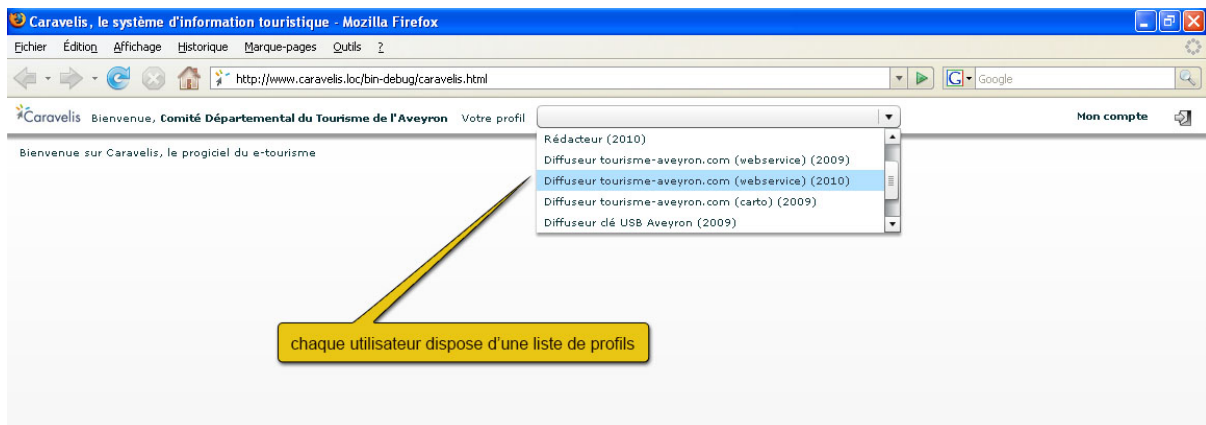 Caravelis, le système d'information touristique - Mozilla Firefox
Fichier Édition Affichage Historique Marque-pages Outils ?
http://www.caravelis.loc/bin-debug/caravelis.html G Google
Caravelis Bienvenue, Comité Départemental du Tourisme de l'Aveyron Votre profil Mon compte
Bienvenue sur Caravelis, le progiciel du e-tourisme
Rédacteur (2010)
Diffuseur tourisme-aveyron.com (webservice) (2009)
Diffuseur tourisme-aveyron.com (webservice) (2010)
Diffuseur tourisme-aveyron.com (carto) (2009)
Diffuseur clé USB Aveyron (2009)
chaque utilisateur dispose d'une liste de profils